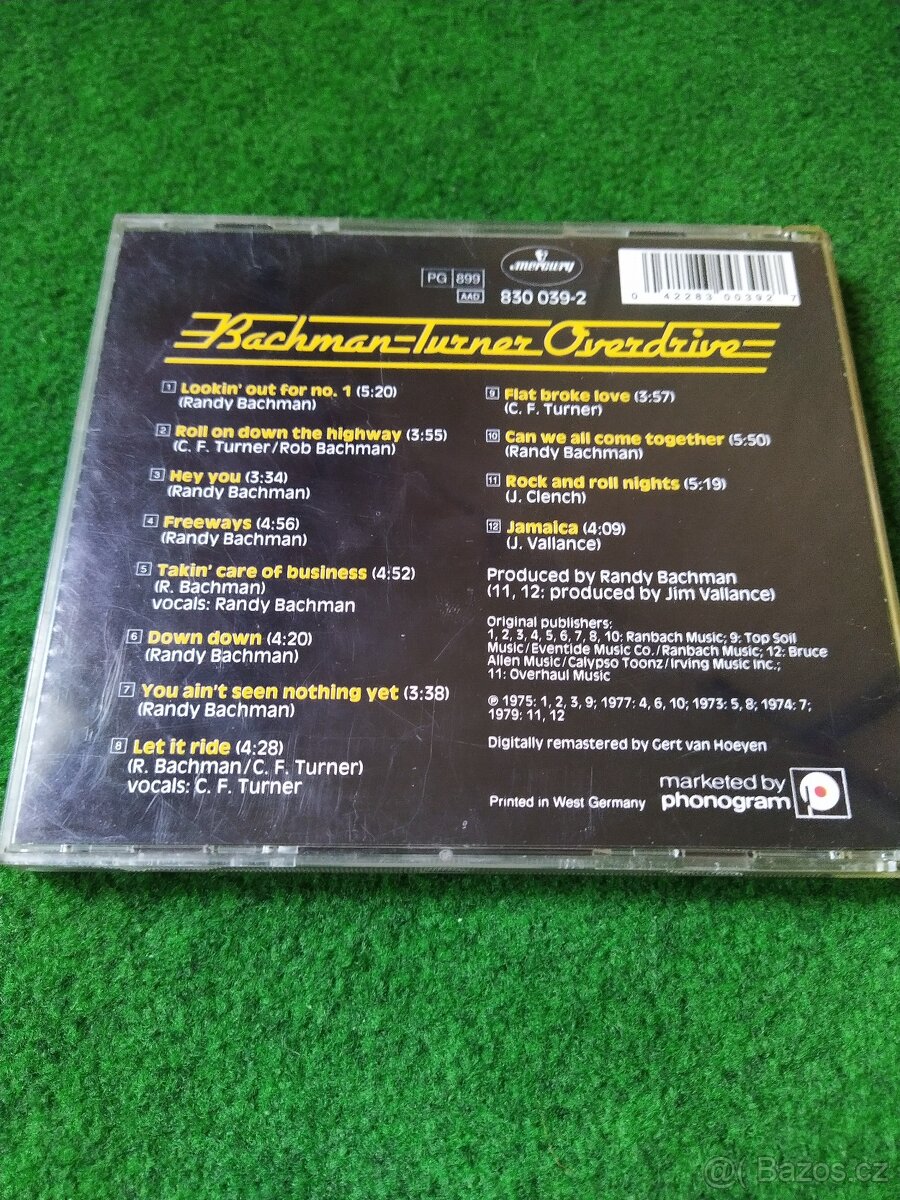 PG 899
AAD
mercury
830 039-2
0 42283 00392 7
Bachman-Turner Overdrive
1 Lookin' out for no. 1 (5:20)
(Randy Bachman)
2 Roll on down the highway (3:55)
(C. F. Turner/Rob Bachman)
3 Hey you (3:34)
(Randy Bachman)
4 Freeways (4:56)
(Randy Bachman)
5 Takin' care of business (4:52)
(R. Bachman)
vocals: Randy Bachman
6 Down down (4:20)
(Randy Bachman)
7 You ain't seen nothing yet (3:38)
(Randy Bachman)
8 Let it ride (4:28)
(R. Bachman/C. F. Turner)
vocals: C. F. Turner
9 Flat broke love (3:57)
(C. F. Turner)
10 Can we all come together (5:50)
(Randy Bachman)
11 Rock and roll nights (5:19)
(J. Clench)
12 Jamaica (4:09)
(J. Vallance)
Produced by Randy Bachman
(11, 12: produced by Jim Vallance)
Original publishers:
1, 2, 3, 4, 5, 6, 7, 8, 10: Ranbach Music; 9: Top Soil
Music/Eventide Music Co./Ranbach Music; 12: Bruce
Allen Music/Calypso Toonz/Irving Music Inc.;
11: Overhaul Music
℗ 1975: 1, 2, 3, 9; 1977: 4, 6, 10; 1973: 5, 8; 1974: 7;
1979: 11, 12
Digitally remastered by Gert van Hoeyen
Printed in West Germany
marketed by
phonogram
@( Bazos.cz